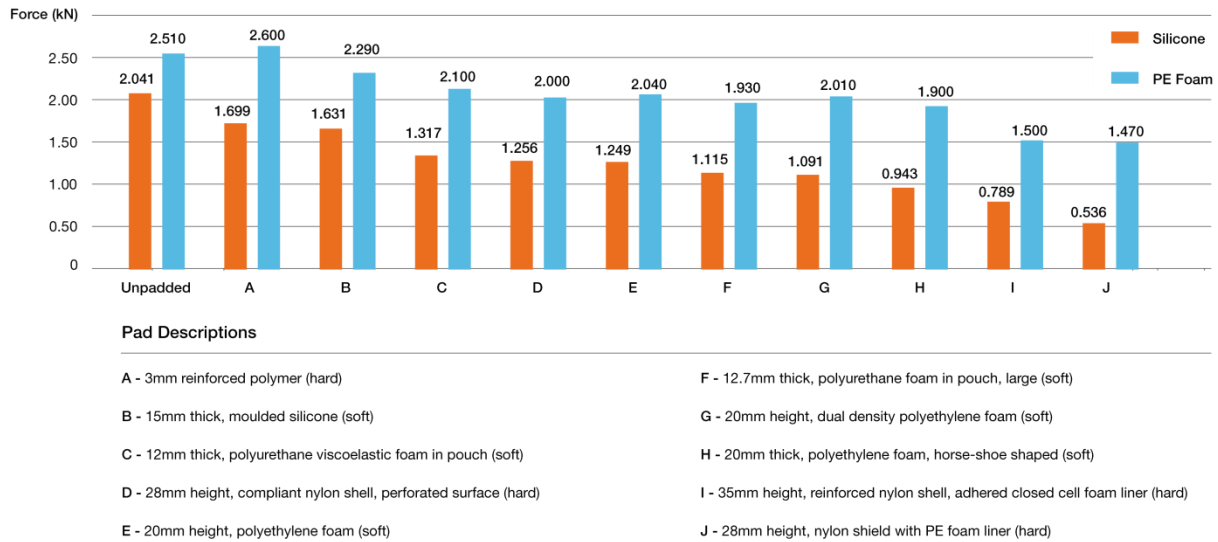 Force (kN)
Silicone
PE Foam
2.50
2.00
1.50
1.00
0.50
0
2.041
2.510
1.699
2.600
1.631
2.290
1.317
2.100
1.256
2.000
1.249
2.040
1.115
1.930
1.091
2.010
0.943
1.900
0.789
1.500
0.536
1.470
Unpadded A B C D E F G H I J
Pad Descriptions
A - 3mm reinforced polymer (hard)
B - 15mm thick, moulded silicone (soft)
C - 12mm thick, polyurethane viscoelastic foam in pouch (soft)
D - 28mm height, compliant nylon shell, perforated surface (hard)
E - 20mm height, polyethylene foam (soft)
F - 12.7mm thick, polyurethane foam in pouch, large (soft)
G - 20mm height, dual density polyethylene foam (soft)
H - 20mm thick, polyethylene foam, horse-shoe shaped (soft)
I - 35mm height, reinforced nylon shell, adhered closed cell foam liner (hard)
J - 28mm height, nylon shield with PE foam liner (hard)